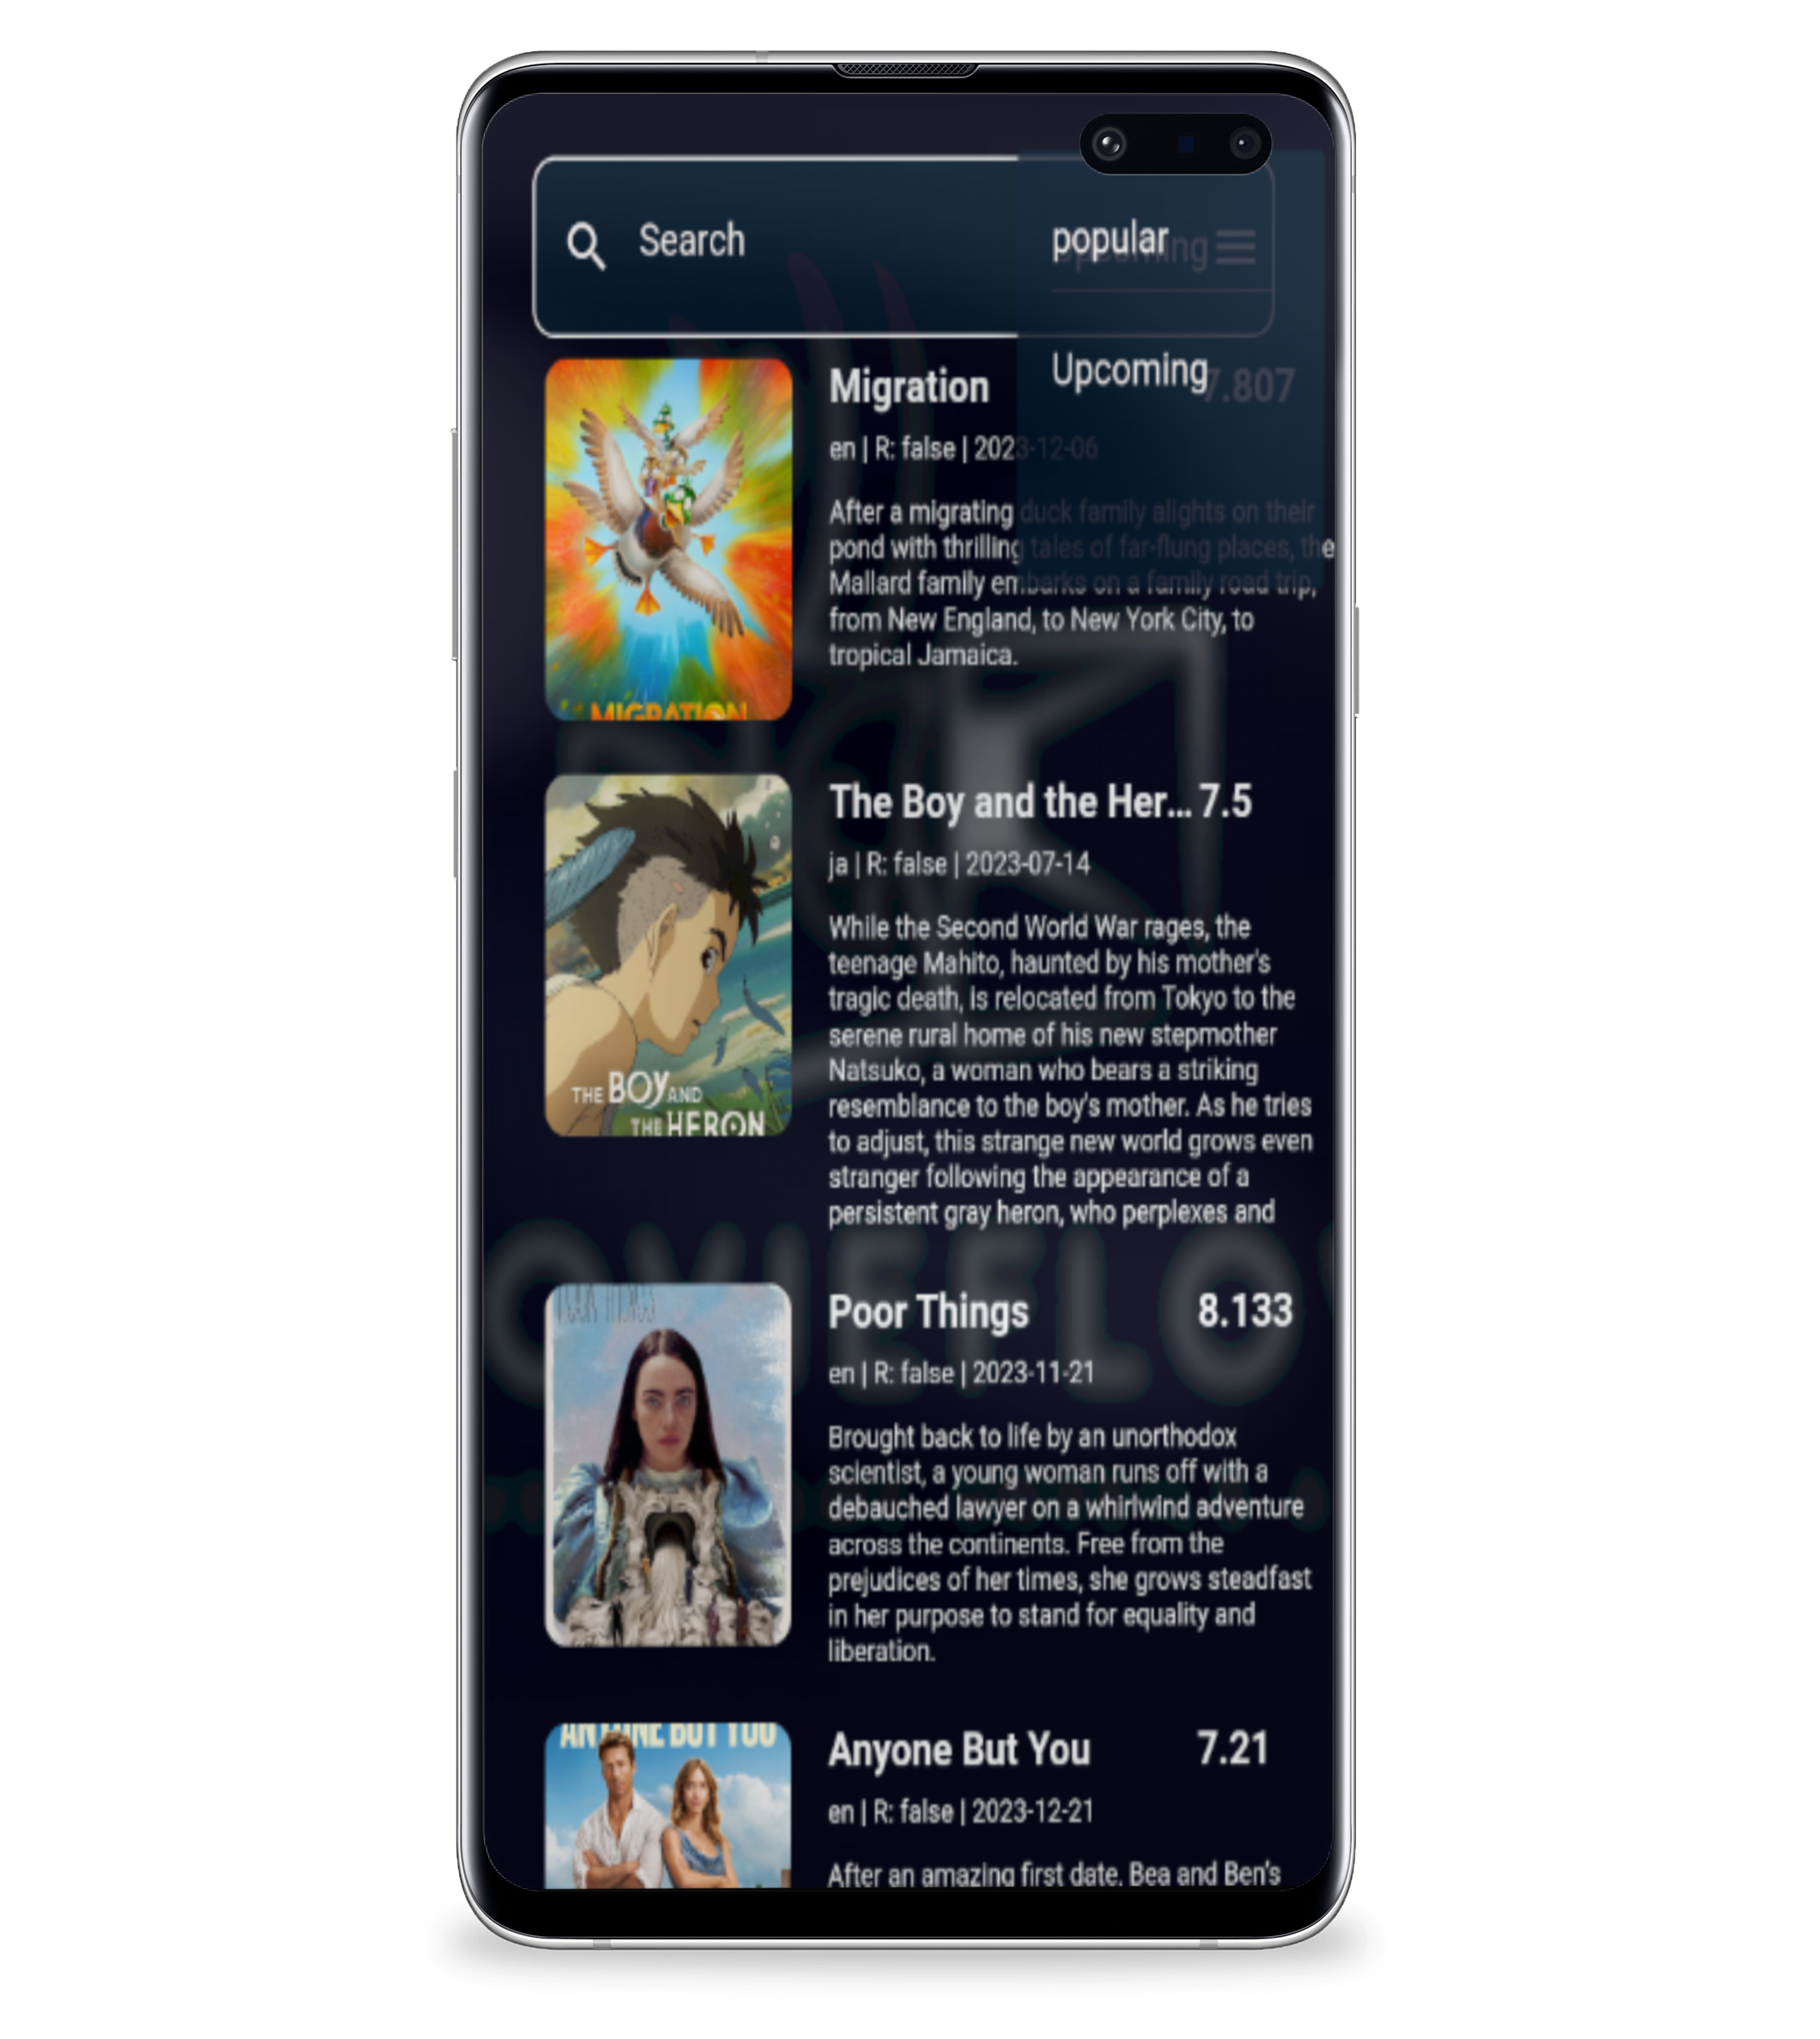 Search
popular
Upcoming
Upcoming
Migration
7.807
en | R: false | 2023-12-06
After a migrating duck family alights on their
pond with thrilling tales of far-flung places, the
Mallard family embarks on a family road trip,
from New England, to New York City, to
tropical Jamaica.
MIGRATION
The Boy and the Her... 7.5
ja | R: false | 2023-07-14
While the Second World War rages, the
teenage Mahito, haunted by his mother's
tragic death, is relocated from Tokyo to the
serene rural home of his new stepmother
Natsuko, a woman who bears a striking
resemblance to the boy's mother. As he tries
to adjust, this strange new world grows even
stranger following the appearance of a
persistent gray heron, who perplexes and
THE BOY AND
THE HERON
OVIEFLO
POOR THINGS
Poor Things
8.133
en | R: false | 2023-11-21
Brought back to life by an unorthodox
scientist, a young woman runs off with a
debauched lawyer on a whirlwind adventure
across the continents. Free from the
prejudices of her times, she grows steadfast
in her purpose to stand for equality and
liberation.
ANYONE BUT YOU
Anyone But You
7.21
en | R: false | 2023-12-21
After an amazing first date, Bea and Ben's